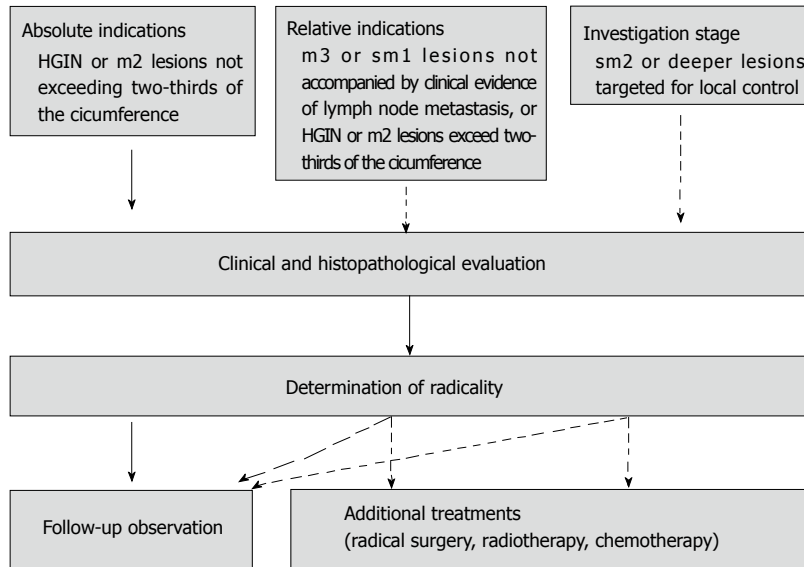 Absolute indications
HGIN or m2 lesions not
exceeding two-thirds of
the cicumference
Relative indications
m3 or sm1 lesions not
accompanied by clinical evidence
of lymph node metastasis, or
HGIN or m2 lesions exceed two-
thirds of the cicumference
Investigation stage
sm2 or deeper lesions
targeted for local control
Clinical and histopathological evaluation
Determination of radicality
Follow-up observation
Additional treatments
(radical surgery, radiotherapy, chemotherapy)